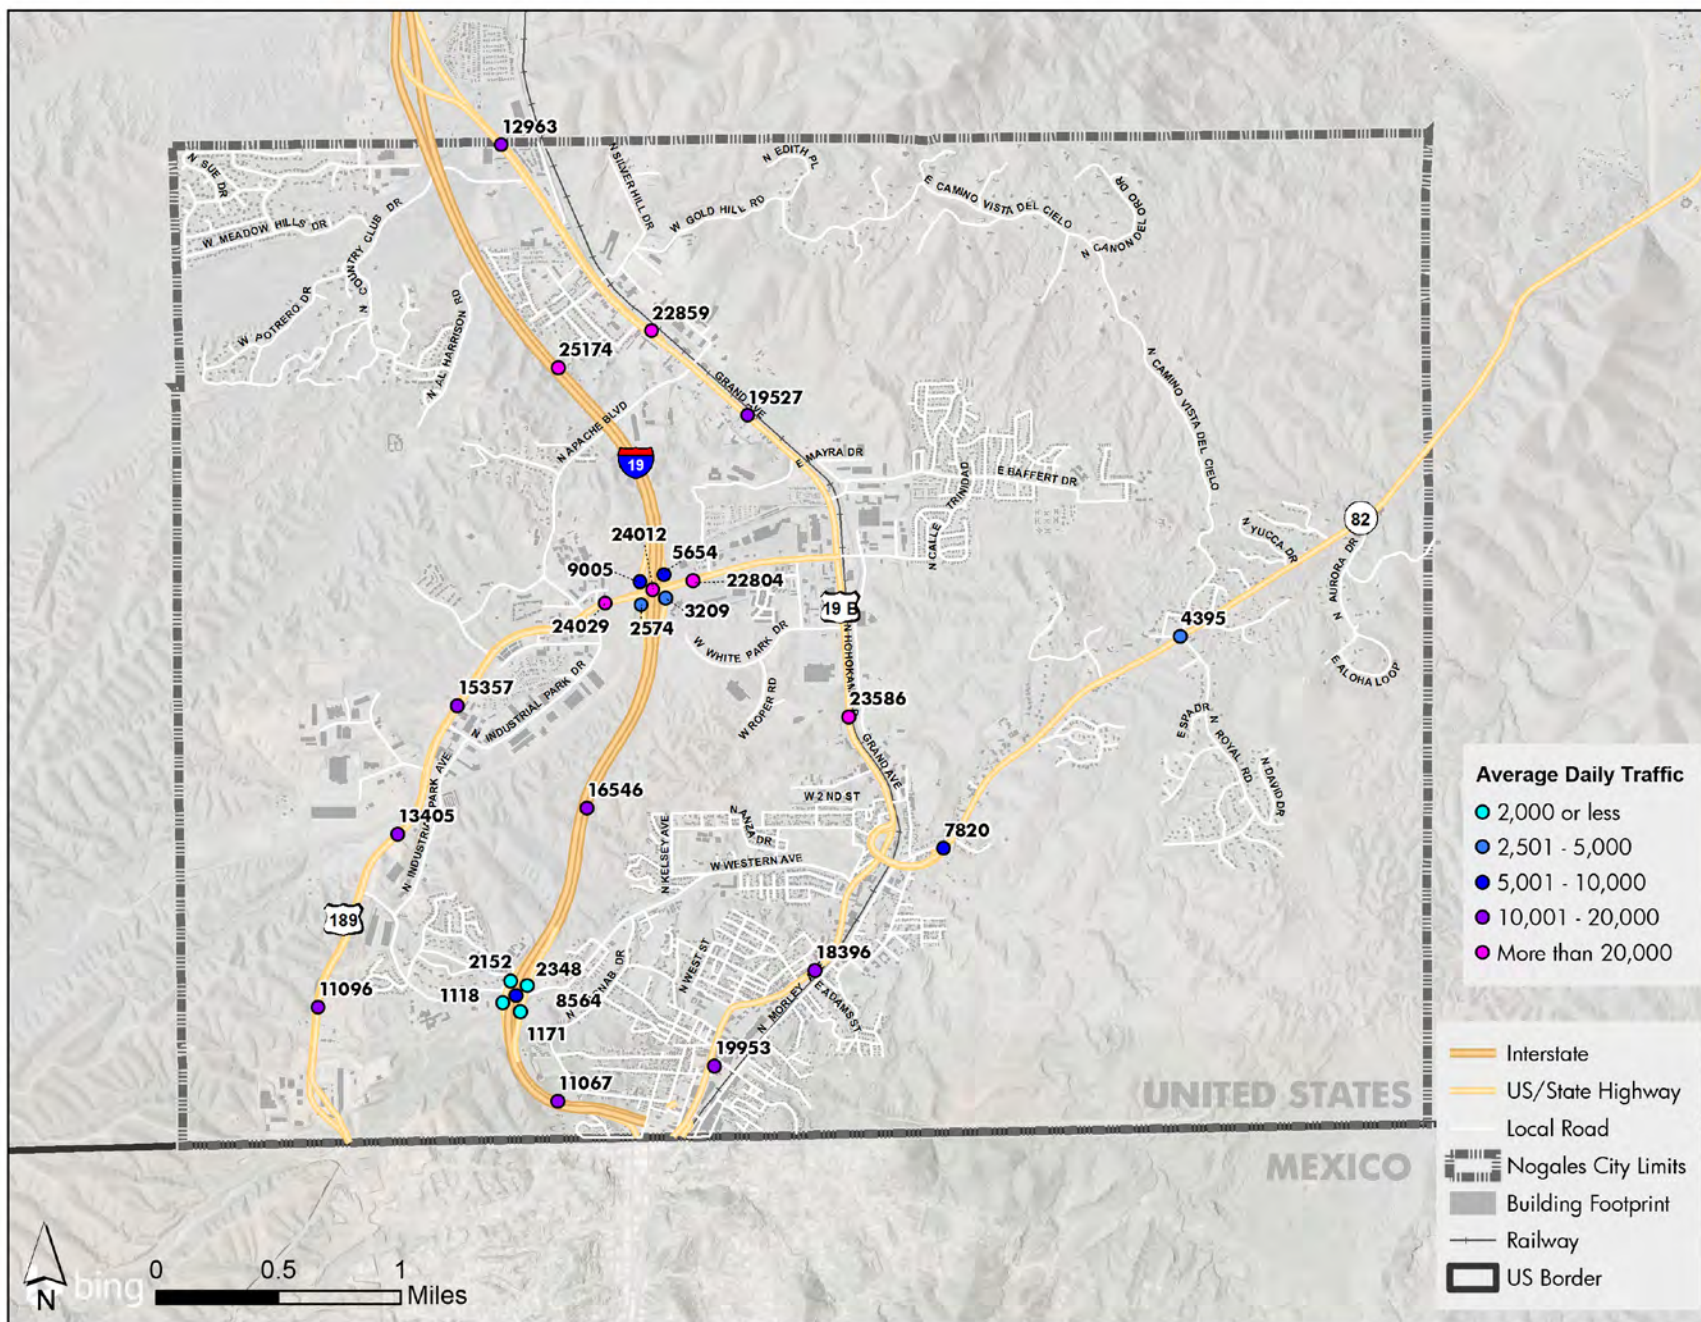 12963
N SUE DR
W MEADOW HILLS DR
N COUNTRY CLUB DR
W POTRERO DR
N AL HARRISON RD
N SILVER HILL DR
W GOLD HILL RD
N EDITH PL
E CAMINO VISTA DEL CIELO
N CANON DEL ORO DR
22859
25174
GRAND AVE
19527
N APACHE BLVD
19
E MAYRA DR
E BAFFERT DR
N CALLE TRINIDAD
N CAMINO VISTA DEL CIELO
82
N YUCCA DR
N AURORA DR
E ALOHA LOOP
24012
5654
9005
22804
24029
2574
3209
19 B
N HOHOKAM
W WHITE PARK DR
W ROPER RD
4395
15357
N INDUSTRIAL PARK DR
23586
GRAND AVE
E SPA DR
N ROYAL RD
N DAVID DR
16546
W 2ND ST
N ANZA DR
N KELSEY AVE
W WESTERN AVE
7820
13405
N INDUSTRIAL PARK AVE
189
2152
2348
1118
8564
1171
N WEST ST
18396
N MORLEY
E ADAMS ST
11096
19953
11067
UNITED STATES
MEXICO
Average Daily Traffic
2,000 or less
2,501 - 5,000
5,001 - 10,000
10,001 - 20,000
More than 20,000
Interstate
US/State Highway
Local Road
Nogales City Limits
Building Footprint
Railway
US Border
N
bing
0 0.5 1
Miles